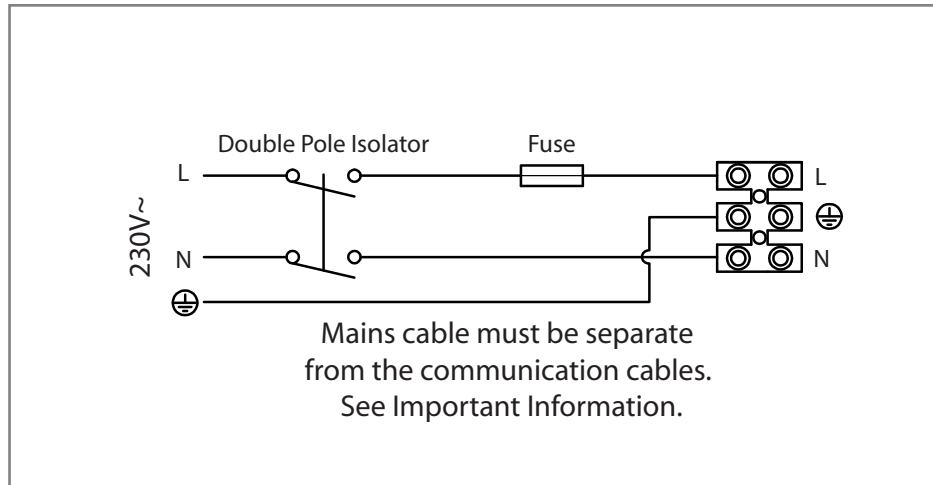 Double Pole Isolator
Fuse
L
L
230V~
N
N
Mains cable must be separate
from the communication cables.
See Important Information.